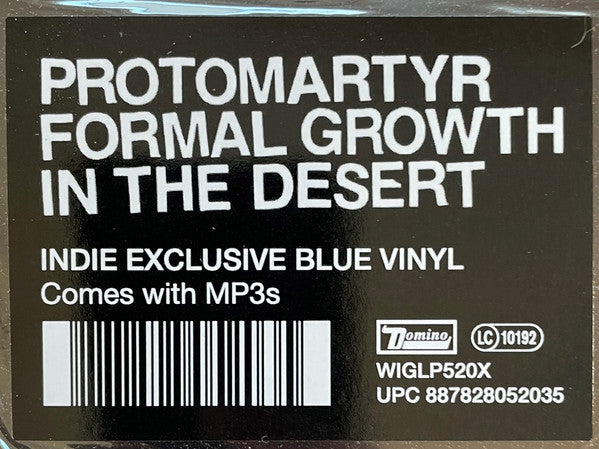 PROTOMARTYR
FORMAL GROWTH
IN THE DESERT
INDIE EXCLUSIVE BLUE VINYL
Comes with MP3s
Domino
LC 10192
WIGLP520X
UPC 887828052035